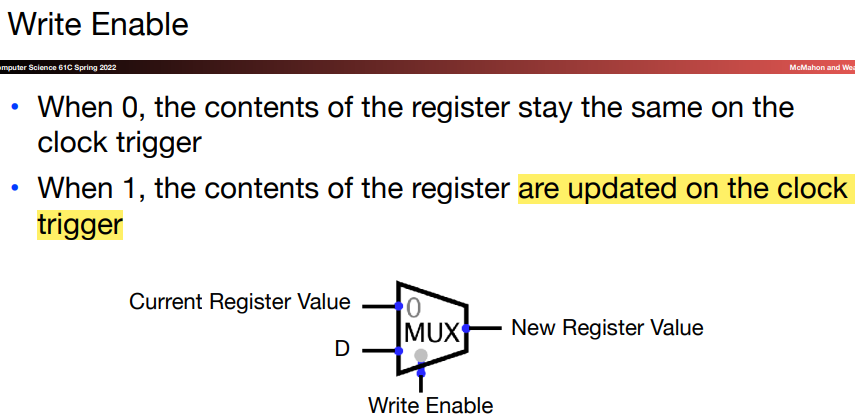 Write Enable
omputer Science 61C Spring 2022
McMahon and Wea
• When 0, the contents of the register stay the same on the
clock trigger
• When 1, the contents of the register are updated on the clock
trigger
Current Register Value
0
MUX
New Register Value
D
Write Enable